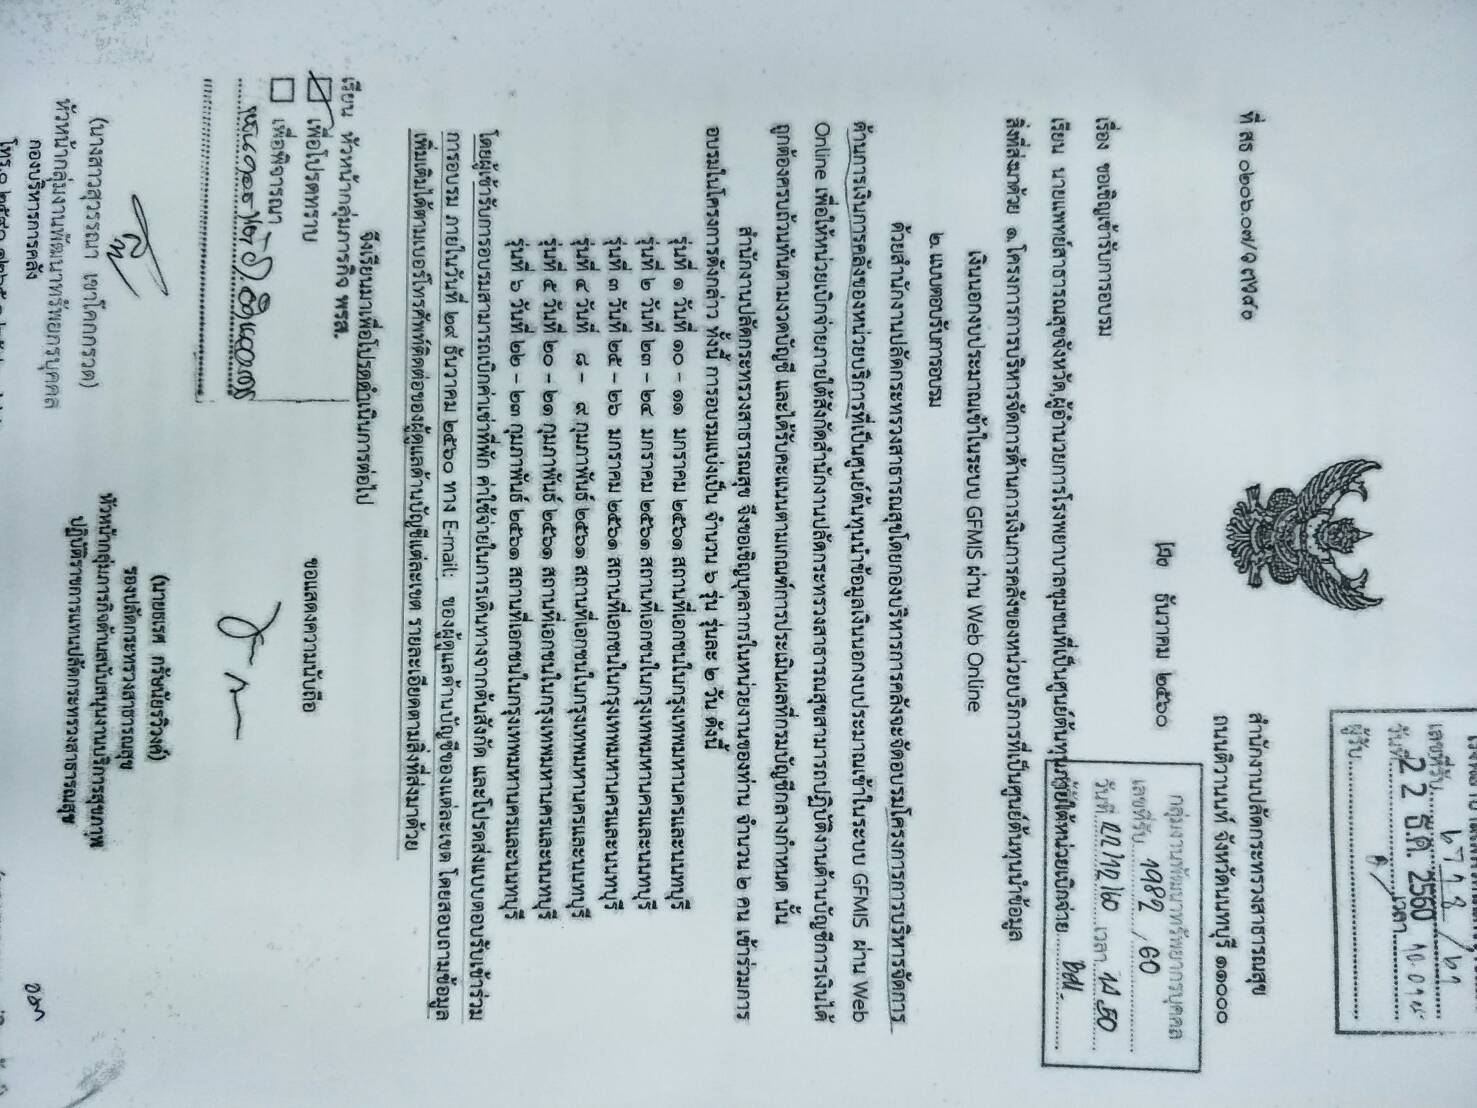 เลขที่รับ
วันที่ 22 ธ.ค. 2560 เวลา
ผู้รับ
ที่ สธ ๐๒๐๖.๐๗/
สำนักงานปลัดกระทรวงสาธารณสุข
ถนนติวานนท์ จังหวัดนนทบุรี ๑๑๐๐๐
ธันวาคม ๒๕๖๐
กลุ่มงานพัฒนาทรัพยากรบุคคล
เลขที่รับ 1982/60
วันที่ 22/12/60 เวลา
เรื่อง ขอเชิญเข้ารับการอบรม
เรียน นายแพทย์สาธารณสุขจังหวัด,ผู้อำนวยการโรงพยาบาลชุมชนที่เป็นศูนย์ต้นทุนภายใต้หน่วยเบิกจ่าย
สิ่งที่ส่งมาด้วย ๑. โครงการการบริหารจัดการด้านการเงินการคลังของหน่วยบริการที่เป็นศูนย์ต้นทุนนำข้อมูล
เงินนอกงบประมาณเข้าในระบบ GFMIS ผ่าน Web Online
๒. แบบตอบรับการอบรม
ด้วยสำนักงานปลัดกระทรวงสาธารณสุขโดยกองบริหารการคลังจะจัดอบรมโครงการการบริหารจัดการ
ด้านการเงินการคลังของหน่วยบริการที่เป็นศูนย์ต้นทุนนำข้อมูลเงินนอกงบประมาณเข้าในระบบ GFMIS ผ่าน Web
Online เพื่อให้หน่วยเบิกจ่ายภายใต้สังกัดสำนักงานปลัดกระทรวงสาธารณสุขสามารถปฏิบัติงานด้านบัญชีการเงินได้
ถูกต้องครบถ้วนทันตามงวดบัญชี และได้รับคะแนนตามเกณฑ์การประเมินผลที่กรมบัญชีกลางกำหนด นั้น
สำนักงานปลัดกระทรวงสาธารณสุข จึงขอเชิญบุคลากรในหน่วยงานของท่าน จำนวน ๒ คน เข้าร่วมการ
อบรมในโครงการดังกล่าว ทั้งนี้ การอบรมแบ่งเป็น จำนวน ๖ รุ่น รุ่นละ ๒ วัน ดังนี้
รุ่นที่ ๑ วันที่ ๑๐ - ๑๑ มกราคม ๒๕๖๑ สถานที่เอกชนในกรุงเทพมหานครและนนทบุรี
รุ่นที่ ๒ วันที่ ๒๓ - ๒๔ มกราคม ๒๕๖๑ สถานที่เอกชนในกรุงเทพมหานครและนนทบุรี
รุ่นที่ ๓ วันที่ ๒๕ - ๒๖ มกราคม ๒๕๖๑ สถานที่เอกชนในกรุงเทพมหานครและนนทบุรี
รุ่นที่ ๔ วันที่ ๘ - ๙ กุมภาพันธ์ ๒๕๖๑ สถานที่เอกชนในกรุงเทพมหานครและนนทบุรี
รุ่นที่ ๕ วันที่ ๒๐ - ๒๑ กุมภาพันธ์ ๒๕๖๑ สถานที่เอกชนในกรุงเทพมหานครและนนทบุรี
รุ่นที่ ๖ วันที่ ๒๒ - ๒๓ กุมภาพันธ์ ๒๕๖๑ สถานที่เอกชนในกรุงเทพมหานครและนนทบุรี
โดยผู้เข้ารับการอบรมสามารถเบิกค่าเช่าที่พัก ค่าใช้จ่ายในการเดินทางจากต้นสังกัด และโปรดส่งแบบตอบรับเข้าร่วม
การอบรม ภายในวันที่ ๒๙ ธันวาคม ๒๕๖๐ ทาง E-mail: ของผู้ดูแลด้านบัญชีของแต่ละเขต โดยสอบถามข้อมูล
เพิ่มเติมได้ตามเบอร์โทรศัพท์ติดต่อของผู้ดูแลด้านบัญชีแต่ละเขต รายละเอียดตามสิ่งที่ส่งมาด้วย
จึงเรียนมาเพื่อโปรดดำเนินการต่อไป
เรียน หัวหน้ากลุ่มภารกิจ พรส.
เพื่อโปรดทราบ
เพื่อพิจารณา
ขอแสดงความนับถือ
(นายธเรศ กรัษนัยรวิวงค์)
รองปลัดกระทรวงสาธารณสุข
หัวหน้ากลุ่มภารกิจด้านสนับสนุนงานบริการสุขภาพ
ปฏิบัติราชการแทนปลัดกระทรวงสาธารณสุข
(นางสาวสุวรรณา เขาโคกกรวด)
หัวหน้ากลุ่มงานพัฒนาทรัพยากรบุคคล
กองบริหารการคลัง